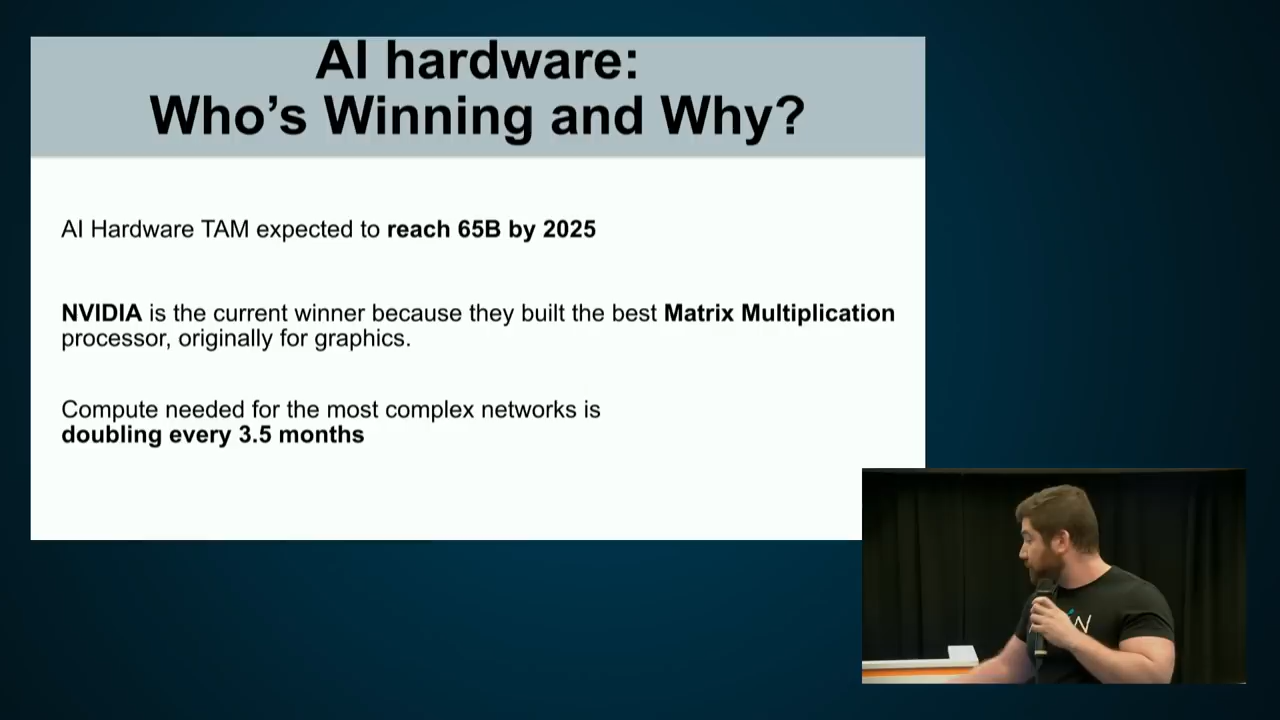 AI hardware:
Who's Winning and Why?
AI Hardware TAM expected to reach 65B by 2025
NVIDIA is the current winner because they built the best Matrix Multiplication
processor, originally for graphics.
Compute needed for the most complex networks is
doubling every 3.5 months